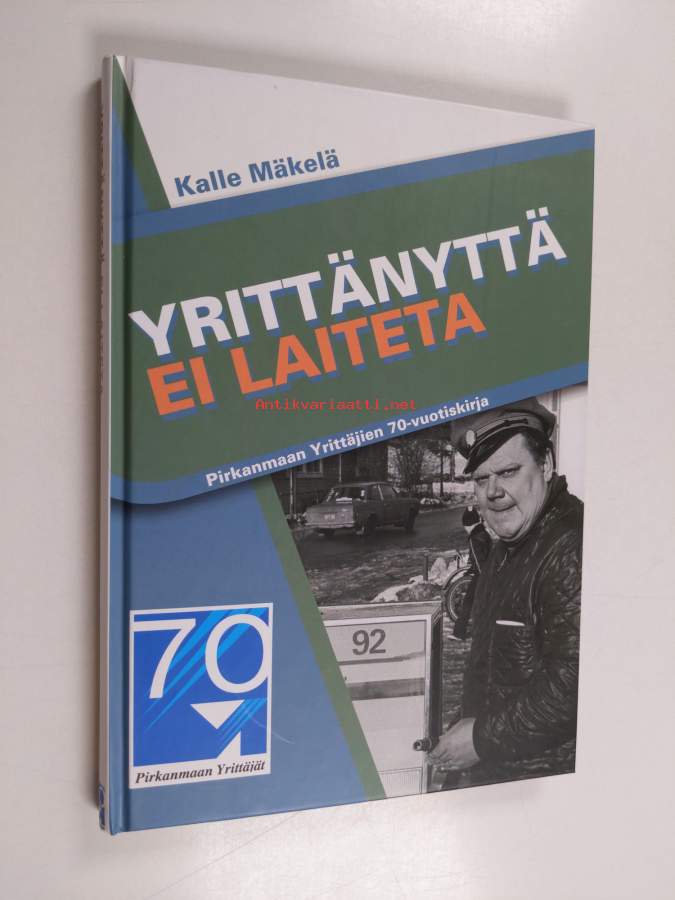 Kalle Mäkelä
YRITTÄNYTTÄ
EI LAITETA
Antikvariaatti.net
Pirkanmaan Yrittäjien 70-vuotiskirja
92
70
Pirkanmaan Yrittäjät